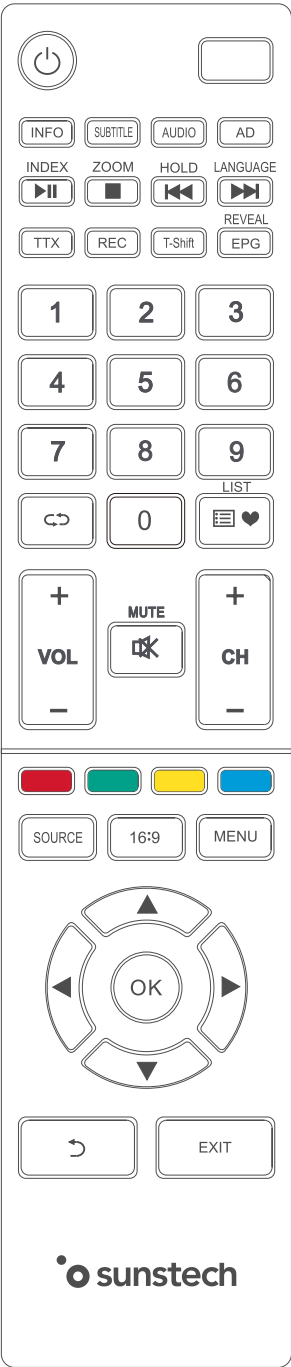 INFO SUBTITLE AUDIO AD
INDEX ZOOM HOLD LANGUAGE
REVEAL
TTX REC T-Shift EPG
1 2 3
4 5 6
7 8 9
LIST
0
+ +
MUTE
VOL CH
– –
SOURCE 16:9 MENU
OK
EXIT
sunstech